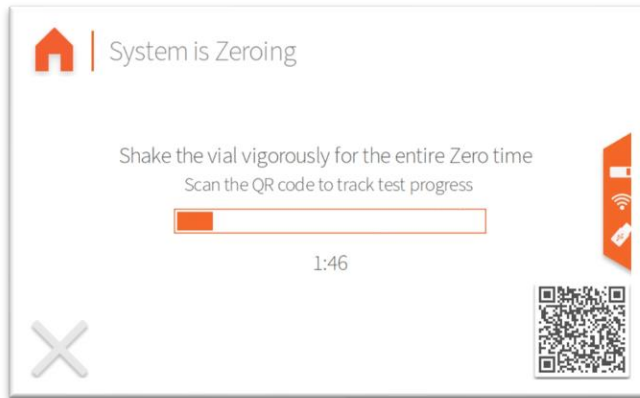 System is Zeroing
Shake the vial vigorously for the entire Zero time
Scan the QR code to track test progress
1:46